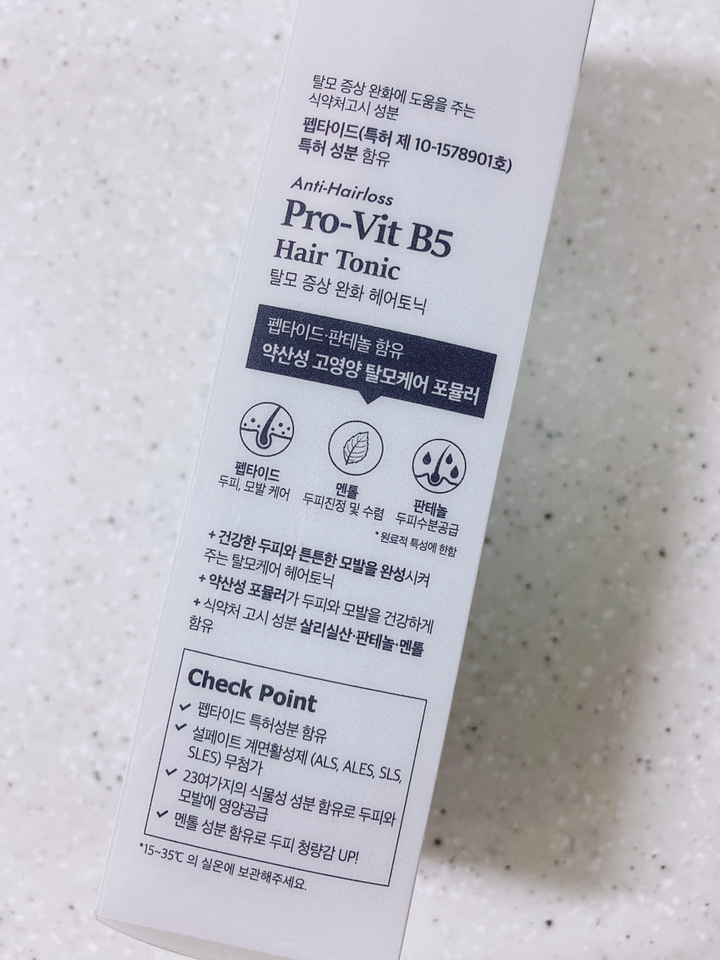 탈모 증상 완화에 도움을 주는
식약처고시 성분
펩타이드(특허 제 10-1578901호)
특허 성분 함유
Anti-Hairloss
Pro-Vit B5
Hair Tonic
탈모 증상 완화 헤어토닉
펩타이드·판테놀 함유
약산성 고영양 탈모케어 포뮬러
펩타이드
두피, 모발 케어
멘톨
두피진정 및 수렴
판테놀
두피수분공급
*원료적 특성에 한함
+ 건강한 두피와 튼튼한 모발을 완성시켜
주는 탈모케어 헤어토닉
+ 약산성 포뮬러가 두피와 모발을 건강하게
+ 식약처 고시 성분 살리실산·판테놀·멘톨
함유
Check Point
✓ 펩타이드 특허성분 함유
✓ 설페이트 계면활성제 (ALS, ALES, SLS,
SLES) 무첨가
✓ 23여가지의 식물성 성분 함유로 두피와
모발에 영양공급
✓ 멘톨 성분 함유로 두피 청량감 UP!
*15~35℃ 의 실온에 보관해주세요.